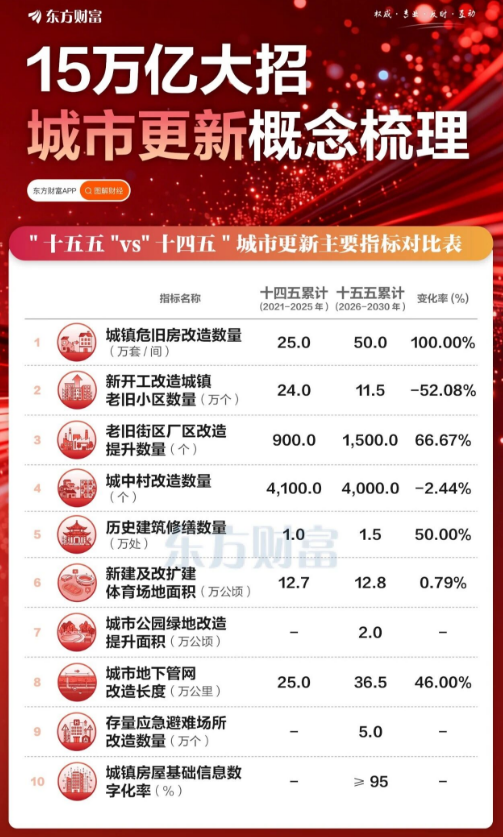 东方财富
权威·专业·及时·互动
15万亿大招
城市更新概念梳理
东方财富APP 图解财经
"十五五"vs"十四五"城市更新主要指标对比表
指标名称 十四五累计 十五五累计 变化率(%)
(2021-2025年) (2026-2030年)
1 城镇危旧房改造数量 25.0 50.0 100.00%
(万套/间)
2 新开工改造城镇 24.0 11.5 -52.08%
老旧小区数量(万个)
3 老旧街区厂区改造 900.0 1,500.0 66.67%
提升数量(个)
4 城中村改造数量 4,100.0 4,000.0 -2.44%
(个)
5 历史建筑修缮数量 1.0 1.5 50.00%
(万处)
东方财富
6 新建及改扩建 12.7 12.8 0.79%
体育场地面积(万公顷)
7 城市公园绿地改造 - 2.0 -
提升面积(万公顷)
8 城市地下管网 25.0 36.5 46.00%
改造长度(万公里)
9 存量应急避难场所 - 5.0 -
改造数量(万个)
10 城镇房屋基础信息数 - ≥95 -
字化率(%)